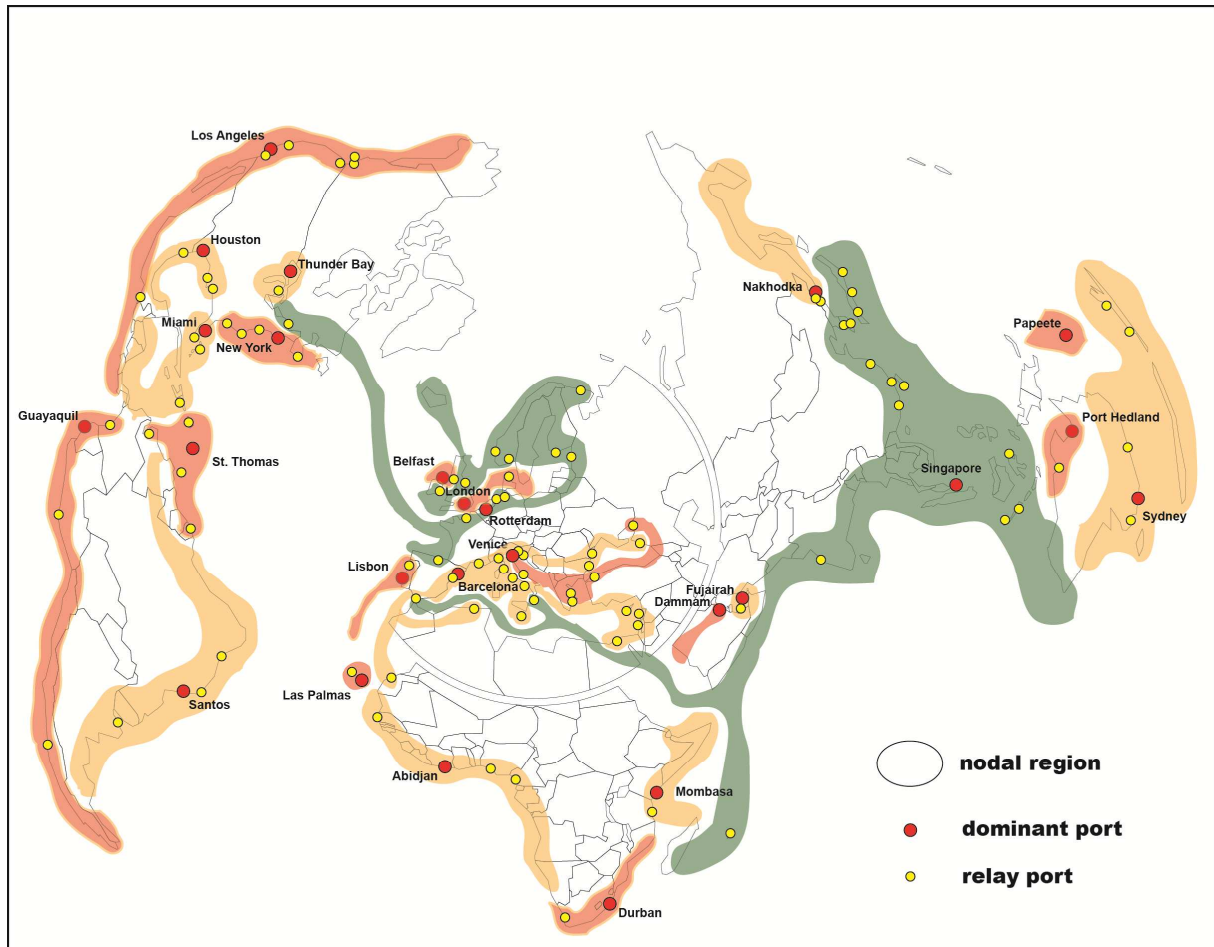 Los Angeles
Houston
Thunder Bay
Nakhodka
Miami
New York
Papeete
Guayaquil
Port Hedland
St. Thomas
Belfast
London
Singapore
Rotterdam
Sydney
Venice
Lisbon
Barcelona
Fujairah
Dammam
Las Palmas
Santos
nodal region
Abidjan
Mombasa
dominant port
relay port
Durban